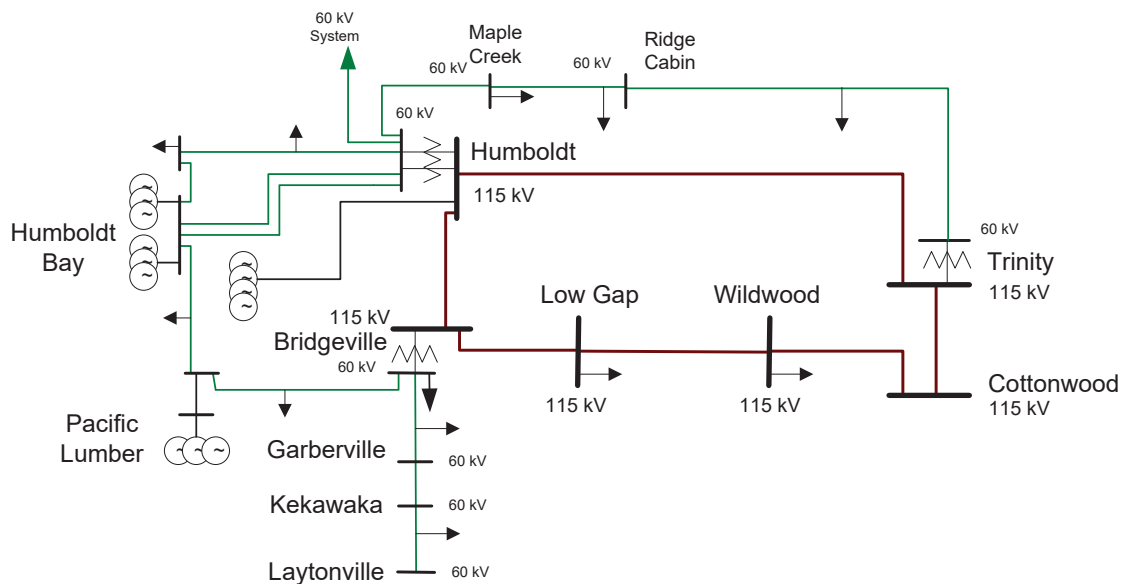 60 kV
System
Maple
Creek
Ridge
Cabin
60 kV
60 kV
60 kV
Humboldt
115 kV
~
~
~
~
~
~
Humboldt
Bay
~
~
~
~
60 kV
Trinity
115 kV
Low Gap
Wildwood
115 kV
Bridgeville
60 kV
115 kV
115 kV
Cottonwood
115 kV
Pacific
Lumber
~
~
~
Garberville
60 kV
Kekawaka
60 kV
Laytonville
60 kV